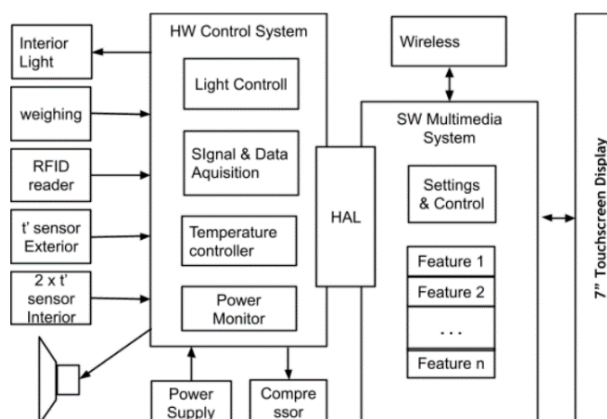 Interior
Light
weighing
RFID
reader
t' sensor
Exterior
2 x t'
sensor
Interior
HW Control System
Light Controll
SIgnal & Data
Aquisition
Temperature
controller
Power
Monitor
Power
Supply
Compre
ssor
HAL
Wireless
SW Multimedia
System
Settings
& Control
Feature 1
Feature 2
. . .
Feature n
7" Touchscreen Display